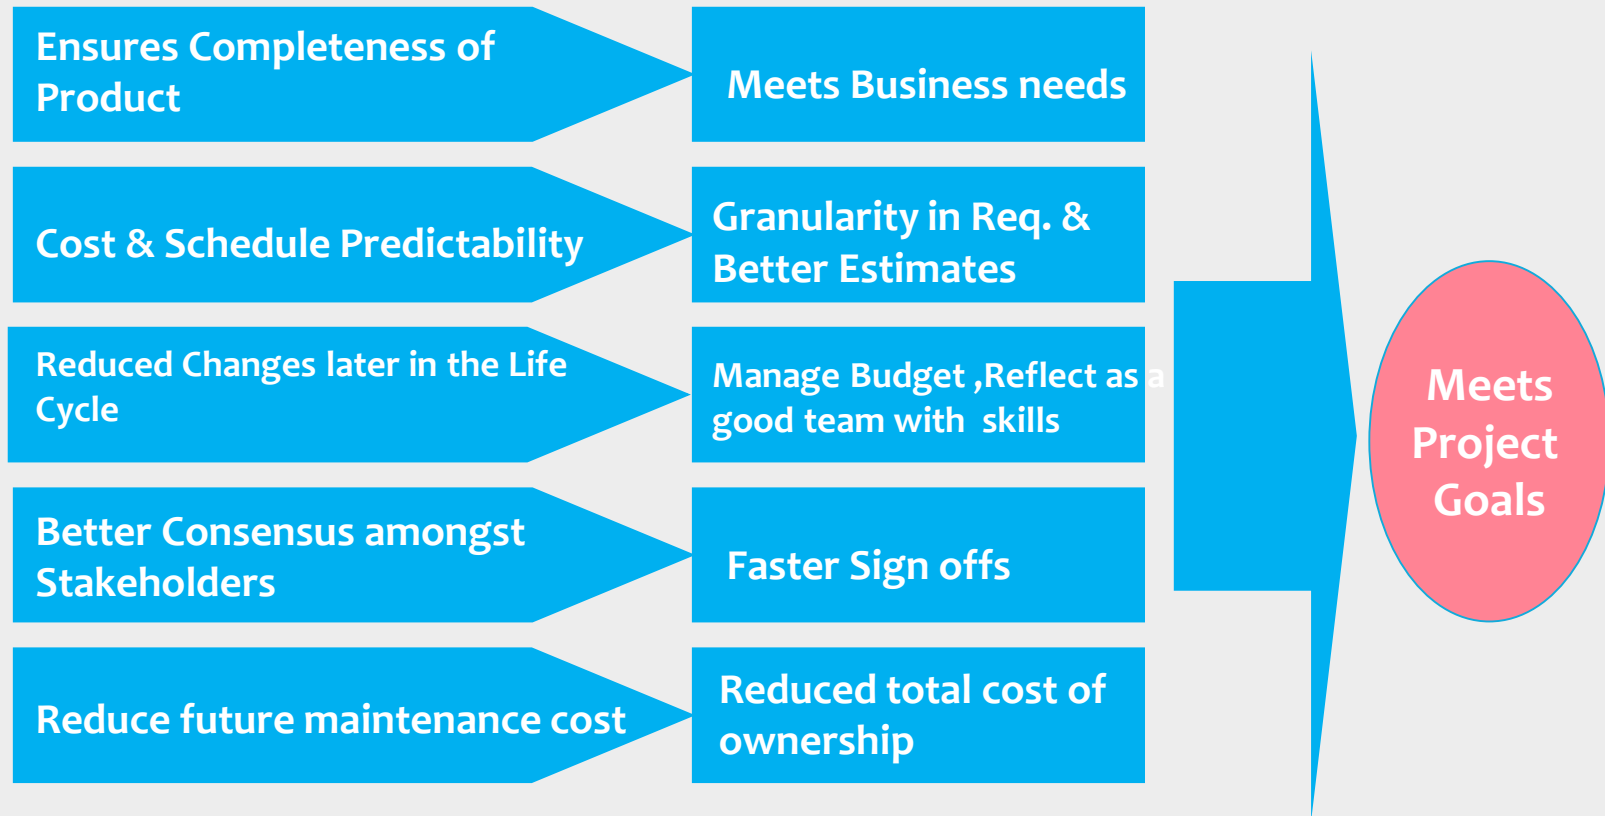 Ensures Completeness of
Product
Meets Business needs
Cost & Schedule Predictability
Granularity in Req. &
Better Estimates
Reduced Changes later in the Life
Cycle
Manage Budget ,Reflect as a
good team with  skills
Better Consensus amongst
Stakeholders
Faster Sign offs
Reduce future maintenance cost
Reduced total cost of
ownership
Meets
Project
Goals